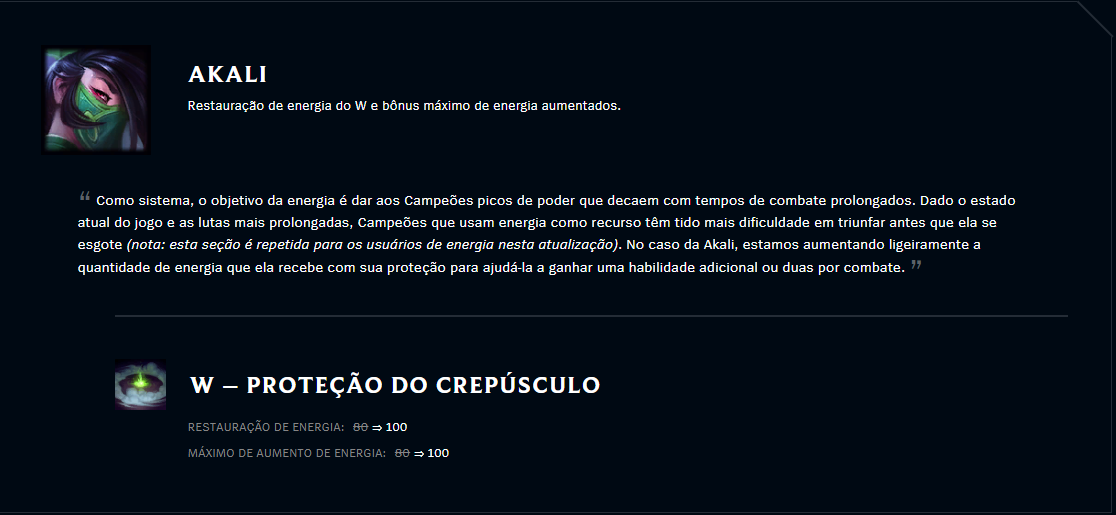 AKALI
Restauração de energia do W e bônus máximo de energia aumentados.
“ Como sistema, o objetivo da energia é dar aos Campeões picos de poder que decaem com tempos de combate prolongados. Dado o estado
atual do jogo e as lutas mais prolongadas, Campeões que usam energia como recurso têm tido mais dificuldade em triunfar antes que ela se
esgote (nota: esta seção é repetida para os usuários de energia nesta atualização). No caso da Akali, estamos aumentando ligeiramente a
quantidade de energia que ela recebe com sua proteção para ajudá-la a ganhar uma habilidade adicional ou duas por combate. ”
W — PROTEÇÃO DO CREPÚSCULO
RESTAURAÇÃO DE ENERGIA: 80 ⇒ 100
MÁXIMO DE AUMENTO DE ENERGIA: 80 ⇒ 100